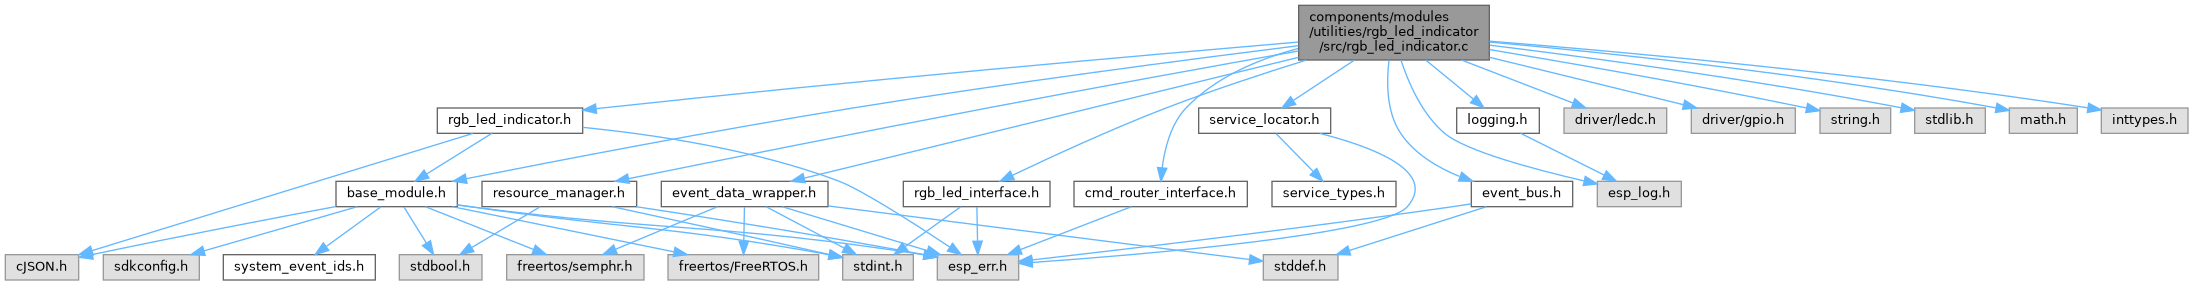 components/modules
/utilities/rgb_led_indicator
/src/rgb_led_indicator.c
rgb_led_indicator.h
service_locator.h
logging.h
driver/ledc.h
driver/gpio.h
string.h
stdlib.h
math.h
inttypes.h
base_module.h
resource_manager.h
event_data_wrapper.h
rgb_led_interface.h
cmd_router_interface.h
service_types.h
event_bus.h
esp_log.h
cJSON.h
sdkconfig.h
system_event_ids.h
stdbool.h
freertos/semphr.h
freertos/FreeRTOS.h
stdint.h
esp_err.h
stddef.h